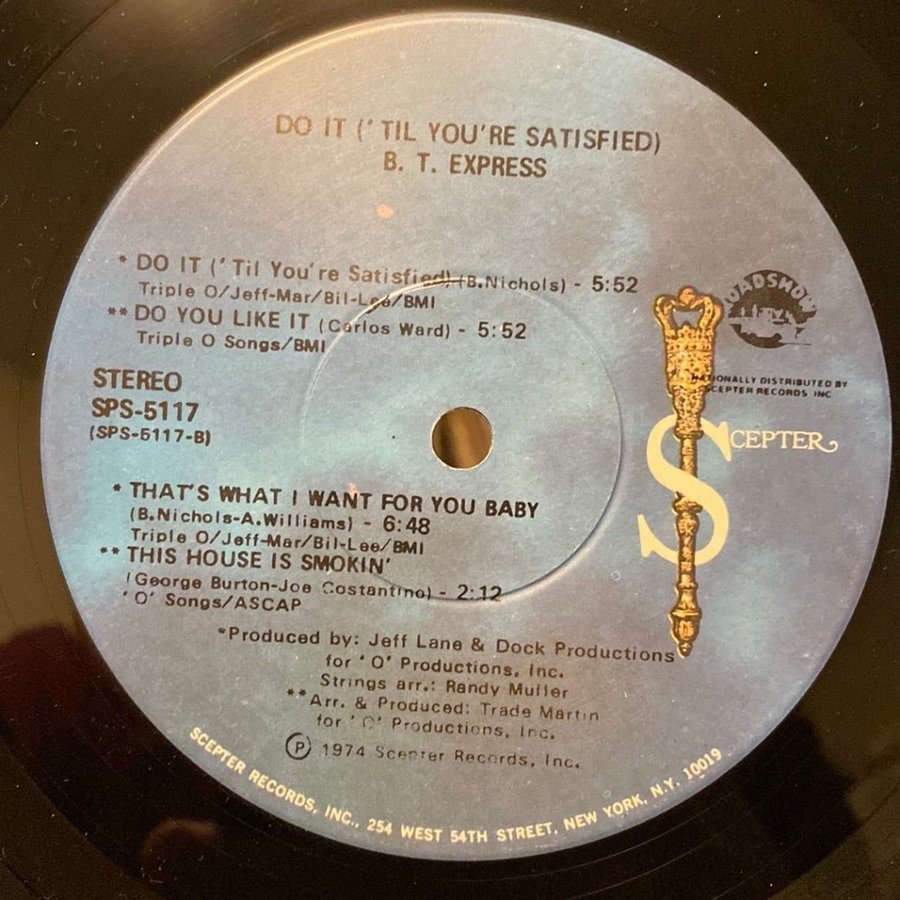 DO IT ('TIL YOU'RE SATISFIED)
B. T. EXPRESS
* DO IT ('Til You're Satisfied) (B.Nichols) - 5:52
Triple O/Jeff-Mar/Bil-Lee/BMI
** DO YOU LIKE IT (Carlos Ward) - 5:52
Triple O Songs/BMI
ROADSHOW
NATIONALLY DISTRIBUTED BY
SCEPTER RECORDS INC
STEREO
SPS-5117
(SPS-5117-B)
SCEPTER
* THAT'S WHAT I WANT FOR YOU BABY
(B.Nichols-A.Williams) - 6:48
Triple O/Jeff-Mar/Bil-Lee/BMI
** THIS HOUSE IS SMOKIN'
(George Burton-Joe Costantino) - 2:12
'O' Songs/ASCAP
*Produced by: Jeff Lane & Dock Productions
for 'O' Productions, Inc.
Strings arr.: Randy Muller
**Arr. & Produced: Trade Martin
for 'O' Productions, Inc.
Ⓟ 1974 Scepter Records, Inc.
SCEPTER RECORDS, INC., 254 WEST 54TH STREET, NEW YORK, N.Y. 10019